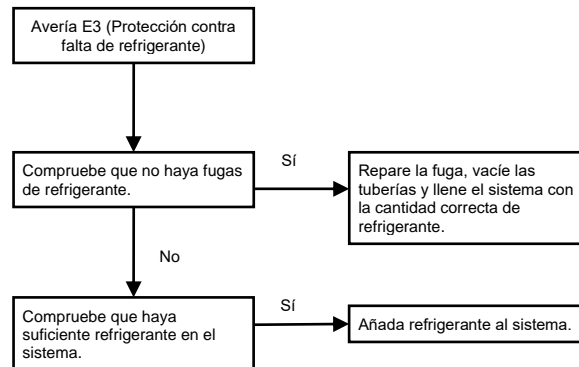 Avería E3 (Protección contra
falta de refrigerante)
Compruebe que no haya fugas
de refrigerante.
Sí
Repare la fuga, vacíe las
tuberías y llene el sistema con
la cantidad correcta de
refrigerante.
No
Compruebe que haya
suficiente refrigerante en el
sistema.
Sí
Añada refrigerante al sistema.